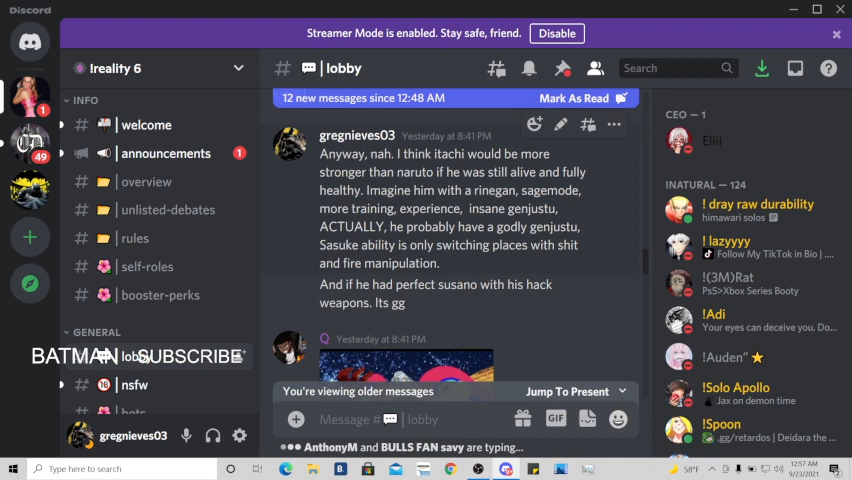 Discord
Streamer Mode is enabled. Stay safe, friend.
Disable
1
49
!reality 6
INFO
welcome
announcements
1
overview
unlisted-debates
rules
self-roles
booster-perks
GENERAL
lobby
BATMAN SUBSCRIBE
nsfw
bots
gregnieves03
# | lobby
Search
12 new messages since 12:48 AM
Mark As Read
gregnieves03 Yesterday at 8:41 PM
Anyway, nah. I think itachi would be more
stronger than naruto if he was still alive and fully
healthy. Imagine him with a rinegan, sagemode,
more training, experience, insane genjustu,
ACTUALLY, he probably have a godly genjustu,
Sasuke ability is only switching places with shit
and fire manipulation.
And if he had perfect susano with his hack
weapons. Its gg
Q Yesterday at 8:41 PM
You're viewing older messages
Jump To Present
Message # | lobby
GIF
AnthonyM and BULLS FAN savy are typing...
CEO — 1
Eliii
INATURAL — 124
! dray raw durability
himawari solos
! lazyyyy
Follow My TikTok in Bio | ....
!(3M)Rat
Ps5>Xbox Series Booty
!Adi
Your eyes can deceive you. Do...
!Auden"
!Solo Apollo
Jax on demon time
!Spoon
.gg/retardos | Deidara the ...
Type here to search
58°F
12:57 AM
9/23/2021
2